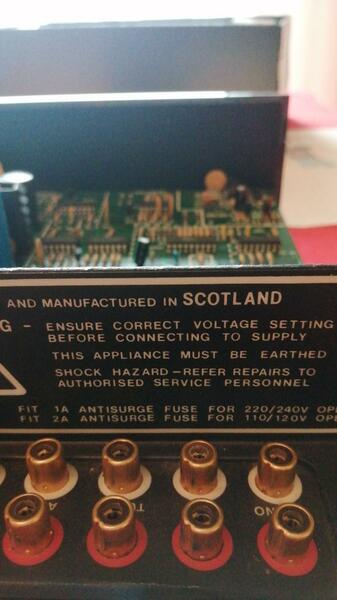 AND MANUFACTURED IN SCOTLAND
G - ENSURE CORRECT VOLTAGE SETTING
BEFORE CONNECTING TO SUPPLY
THIS APPLIANCE MUST BE EARTHED
SHOCK HAZARD-REFER REPAIRS TO
AUTHORISED SERVICE PERSONNEL
FIT 1A ANTISURGE FUSE FOR 220/240V OPE
FIT 2A ANTISURGE FUSE FOR 110/120V OPE